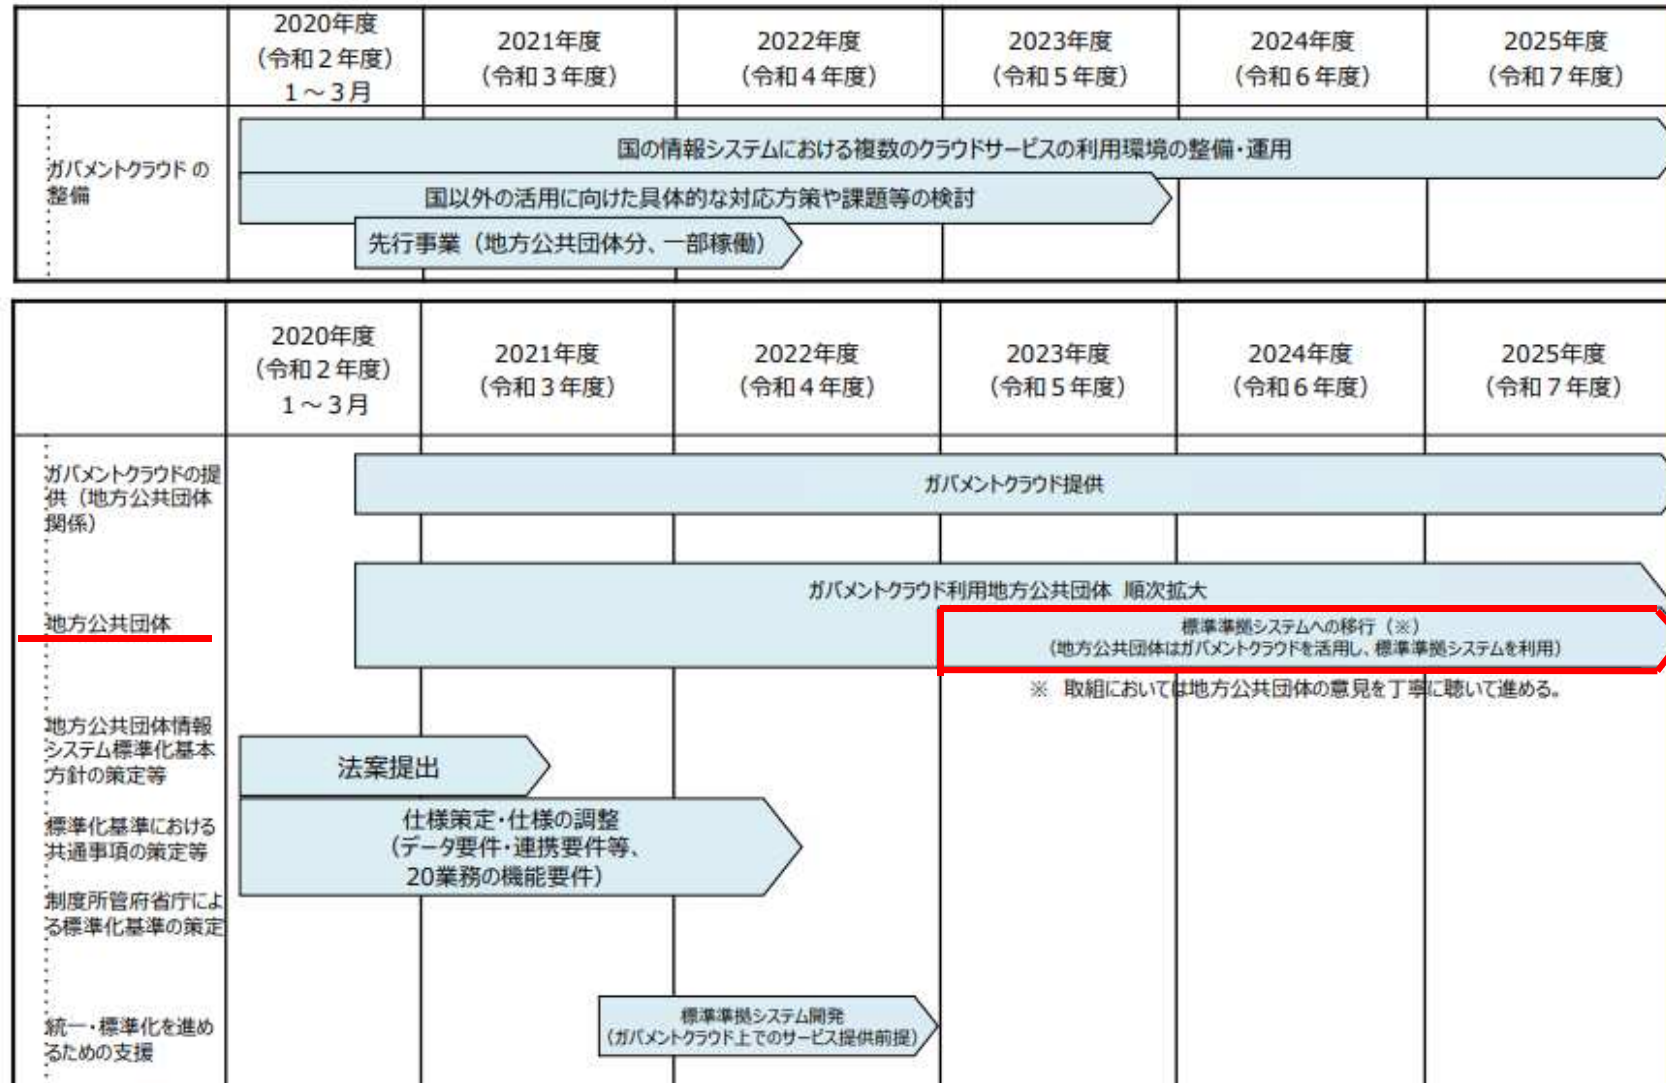 2020年度
（令和２年度）
１～３月
2021年度
（令和３年度）
2022年度
（令和４年度）
2023年度
（令和５年度）
2024年度
（令和６年度）
2025年度
（令和７年度）
ガバメントクラウド の
整備
国の情報システムにおける複数のクラウドサービスの利用環境の整備・運用
国以外の活用に向けた具体的な対応方策や課題等の検討
先行事業（地方公共団体分、一部稼働）
2020年度
（令和２年度）
１～３月
2021年度
（令和３年度）
2022年度
（令和４年度）
2023年度
（令和５年度）
2024年度
（令和６年度）
2025年度
（令和７年度）
ガバメントクラウドの提
供（地方公共団体
関係）
ガバメントクラウド提供
地方公共団体
ガバメントクラウド利用地方公共団体 順次拡大
標準準拠システムへの移行（※）
（地方公共団体はガバメントクラウドを活用し、標準準拠システムを利用）
※ 取組においては地方公共団体の意見を丁寧に聴いて進める。
地方公共団体情報
システム標準化基本
方針の策定等
法案提出
標準化基準における
共通事項の策定等
仕様策定・仕様の調整
（データ要件・連携要件等、
20業務の機能要件）
制度所管府省庁によ
る標準化基準の策定
統一・標準化を進め
るための支援
標準準拠システム開発
（ガバメントクラウド上でのサービス提供前提）